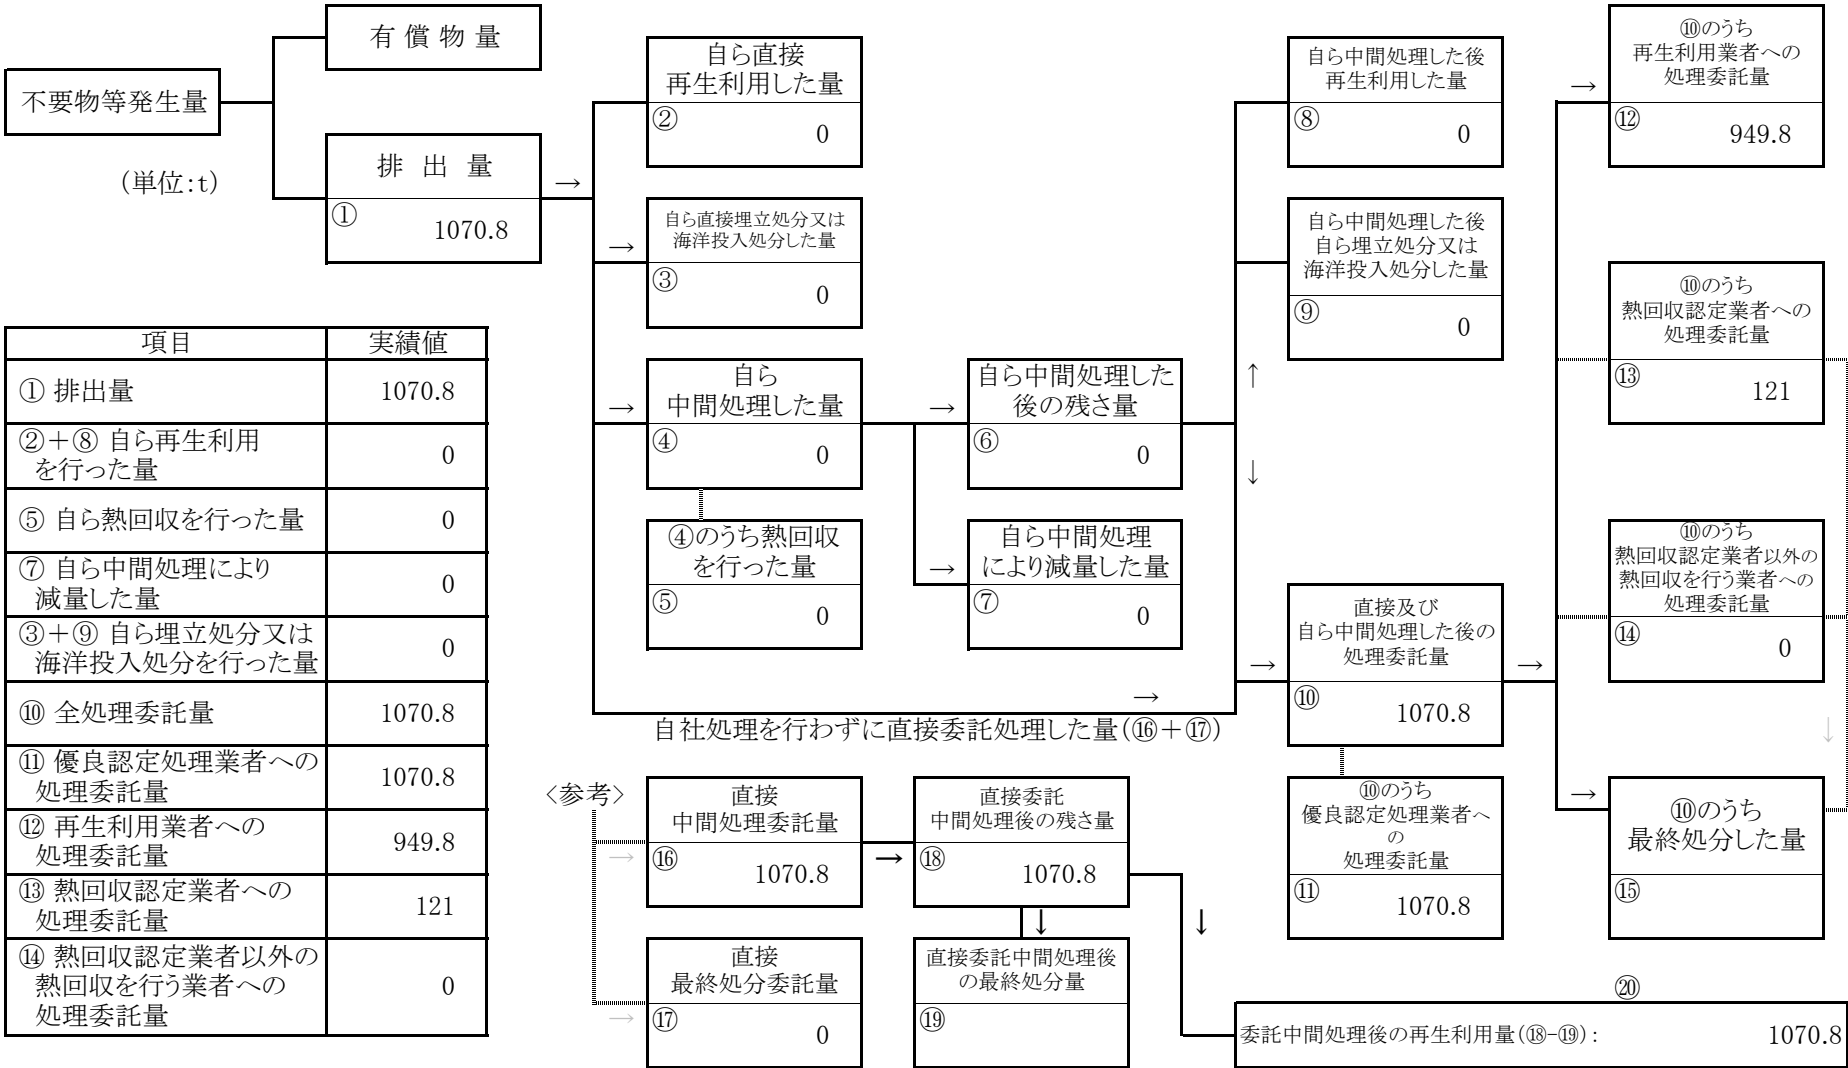 有償物量
不要物等発生量
(単位:t)
排出量
①
1070.8
→
自ら直接
再生利用した量
②
0
→
自ら直接埋立処分又は
海洋投入処分した量
③
0
→
自ら
中間処理した量
④
0
④のうち熱回収
を行った量
⑤
0
→
自ら中間処理した
後の残さ量
⑥
0
→
自ら中間処理
により減量した量
⑦
0
↑
↓
自ら中間処理した後
再生利用した量
⑧
0
自ら中間処理した後
自ら埋立処分又は
海洋投入処分した量
⑨
0
→
自社処理を行わずに直接委託処理した量(⑯+⑰)
→
直接及び
自ら中間処理した後の
処理委託量
⑩
1070.8
→
⑩のうち
優良認定処理業者へ
の
処理委託量
⑪
1070.8
→
⑩のうち
再生利用業者への
処理委託量
⑫
949.8
⑩のうち
熱回収認定業者への
処理委託量
⑬
121
⑩のうち
熱回収認定業者以外の
熱回収を行う業者への
処理委託量
⑭
0
↓
→
⑩のうち
最終処分した量
⑮
項目 実績値
① 排出量 1070.8
②+⑧ 自ら再生利用
を行った量 0
⑤ 自ら熱回収を行った量 0
⑦ 自ら中間処理により
減量した量 0
③+⑨ 自ら埋立処分又は
海洋投入処分を行った量 0
⑩ 全処理委託量 1070.8
⑪ 優良認定処理業者への
処理委託量 1070.8
⑫ 再生利用業者への
処理委託量 949.8
⑬ 熱回収認定業者への
処理委託量 121
⑭ 熱回収認定業者以外の
熱回収を行う業者への
処理委託量 0
<参考>
→
直接
中間処理委託量
⑯
1070.8
→
直接委託
中間処理後の残さ量
⑱
1070.8
↓
↓
→
直接
最終処分委託量
⑰
0
直接委託中間処理後
の最終処分量
⑲
⑳
委託中間処理後の再生利用量(⑱-⑲): 1070.8